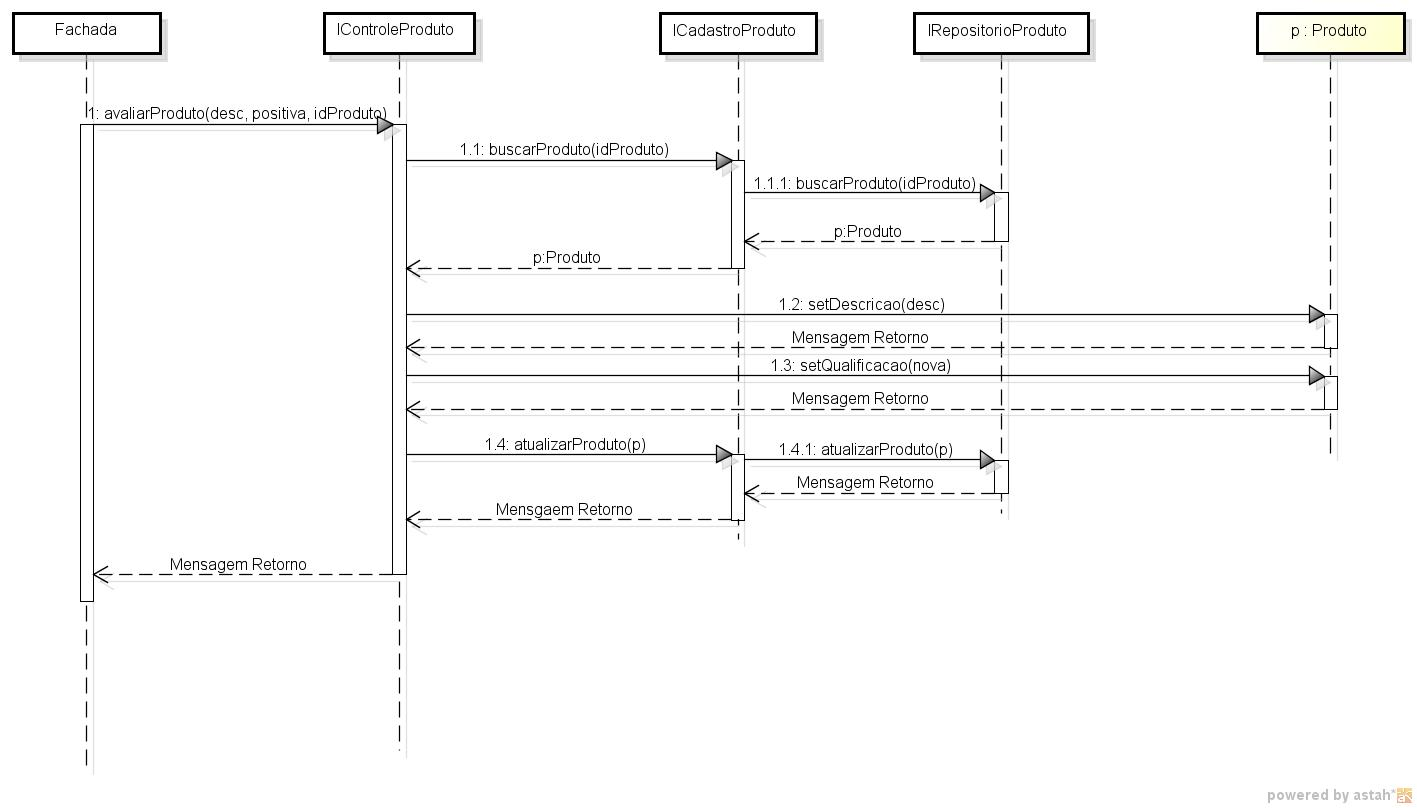 Fachada
IControleProduto
ICadastroProduto
IRepositorioProduto
p : Produto
1: avaliarProduto(desc, positiva, idProduto)
1.1: buscarProduto(idProduto)
1.1.1: buscarProduto(idProduto)
p:Produto
p:Produto
1.2: setDescricao(desc)
Mensagem Retorno
1.3: setQualificacao(nova)
Mensagem Retorno
1.4: atualizarProduto(p)
1.4.1: atualizarProduto(p)
Mensagem Retorno
Mensgaem Retorno
Mensagem Retorno
powered by astah*